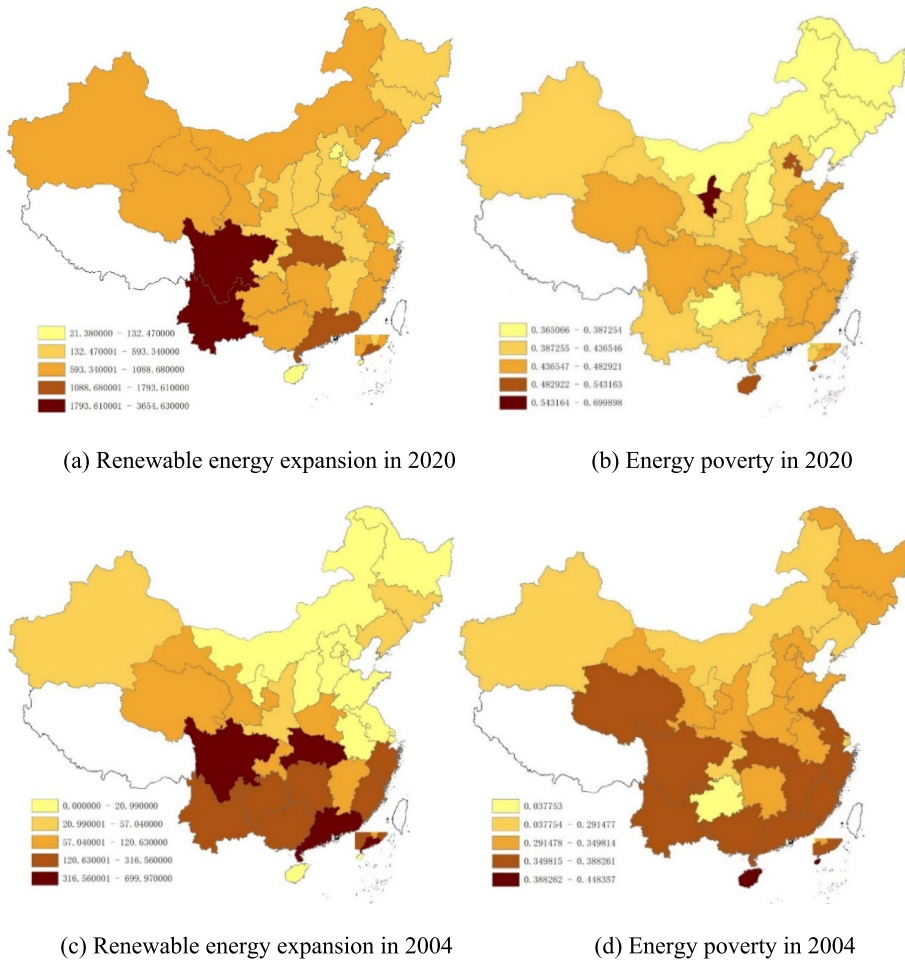 21.380000 - 132.470000
132.470001 - 593.340000
593.340001 - 1088.680000
1088.680001 - 1793.610000
1793.610001 - 3654.630000
0.365066 - 0.387254
0.387255 - 0.436546
0.436547 - 0.482921
0.482922 - 0.543163
0.543164 - 0.699898
(a) Renewable energy expansion in 2020
(b) Energy poverty in 2020
0.000000 - 20.990000
20.990001 - 57.040000
57.040001 - 120.630000
120.630001 - 316.560000
316.560001 - 699.970000
0.037753
0.037754 - 0.291477
0.291478 - 0.349814
0.349815 - 0.388261
0.388262 - 0.448357
(c) Renewable energy expansion in 2004
(d) Energy poverty in 2004